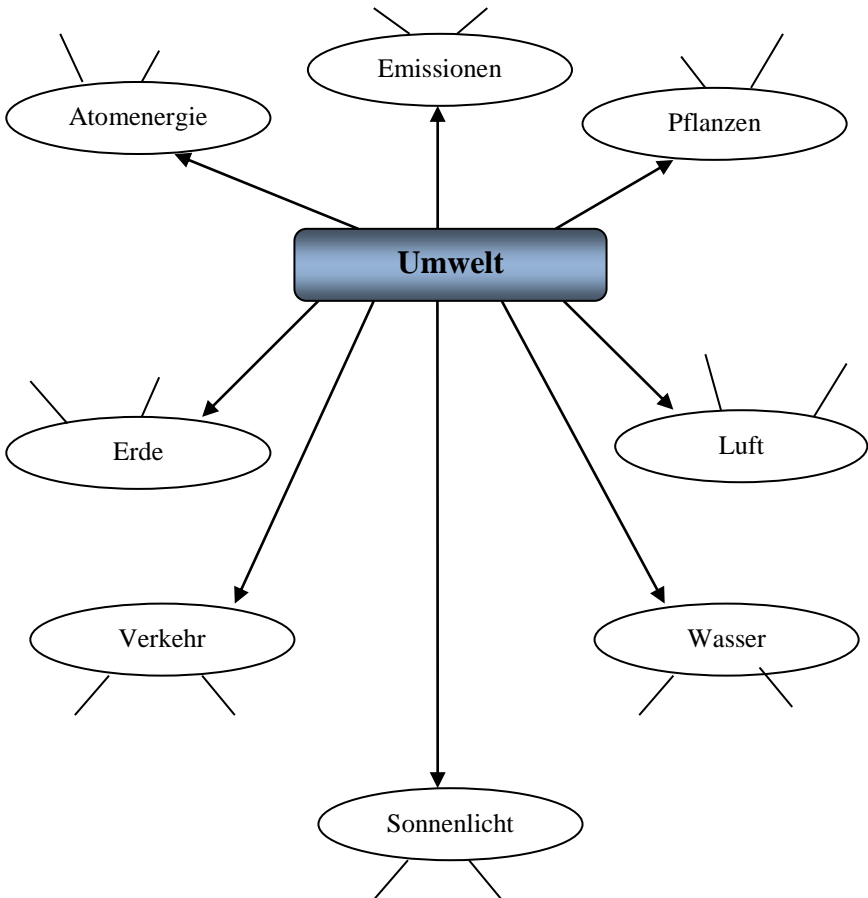 Emissionen
Atomenergie
Pflanzen
Umwelt
Erde
Luft
Verkehr
Wasser
Sonnenlicht